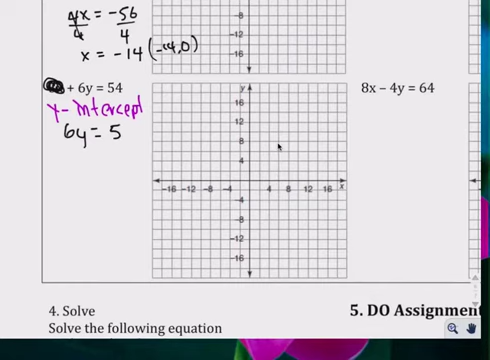 4x = -56
4 4
x = -14 (-14,0)
+ 6y = 54
8x – 4y = 64
y-intercept
6y = 5
y
16
12
8
4
-16 -12 -8 -4 4 8 12 16 x
-4
-8
-12
-16
-8
-12
-16
4. Solve
5. DO Assignment
Solve the following equation